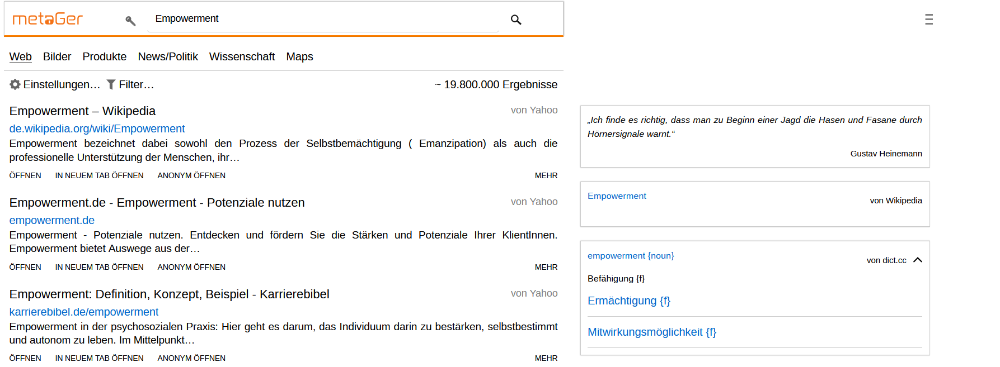 metaGer
Empowerment
Web Bilder Produkte News/Politik Wissenschaft Maps
Einstellungen… Filter… ~ 19.800.000 Ergebnisse
Empowerment – Wikipedia von Yahoo
de.wikipedia.org/wiki/Empowerment
Empowerment bezeichnet dabei sowohl den Prozess der Selbstbemächtigung ( Emanzipation) als auch die
professionelle Unterstützung der Menschen, ihr…
ÖFFNEN IN NEUEM TAB ÖFFNEN ANONYM ÖFFNEN MEHR
Empowerment.de - Empowerment - Potenziale nutzen von Yahoo
empowerment.de
Empowerment - Potenziale nutzen. Entdecken und fördern Sie die Stärken und Potenziale Ihrer KlientInnen.
Empowerment bietet Auswege aus der…
ÖFFNEN IN NEUEM TAB ÖFFNEN ANONYM ÖFFNEN MEHR
Empowerment: Definition, Konzept, Beispiel - Karrierebibel von Yahoo
karrierebibel.de/empowerment
Empowerment in der psychosozialen Praxis: Hier geht es darum, das Individuum darin zu bestärken, selbstbestimmt
und autonom zu leben. Im Mittelpunkt…
ÖFFNEN IN NEUEM TAB ÖFFNEN ANONYM ÖFFNEN MEHR
„Ich finde es richtig, dass man zu Beginn einer Jagd die Hasen und Fasane durch
Hörnersignale warnt.“
Gustav Heinemann
Empowerment von Wikipedia
empowerment {noun} von dict.cc
Befähigung {f}
Ermächtigung {f}
Mitwirkungsmöglichkeit {f}